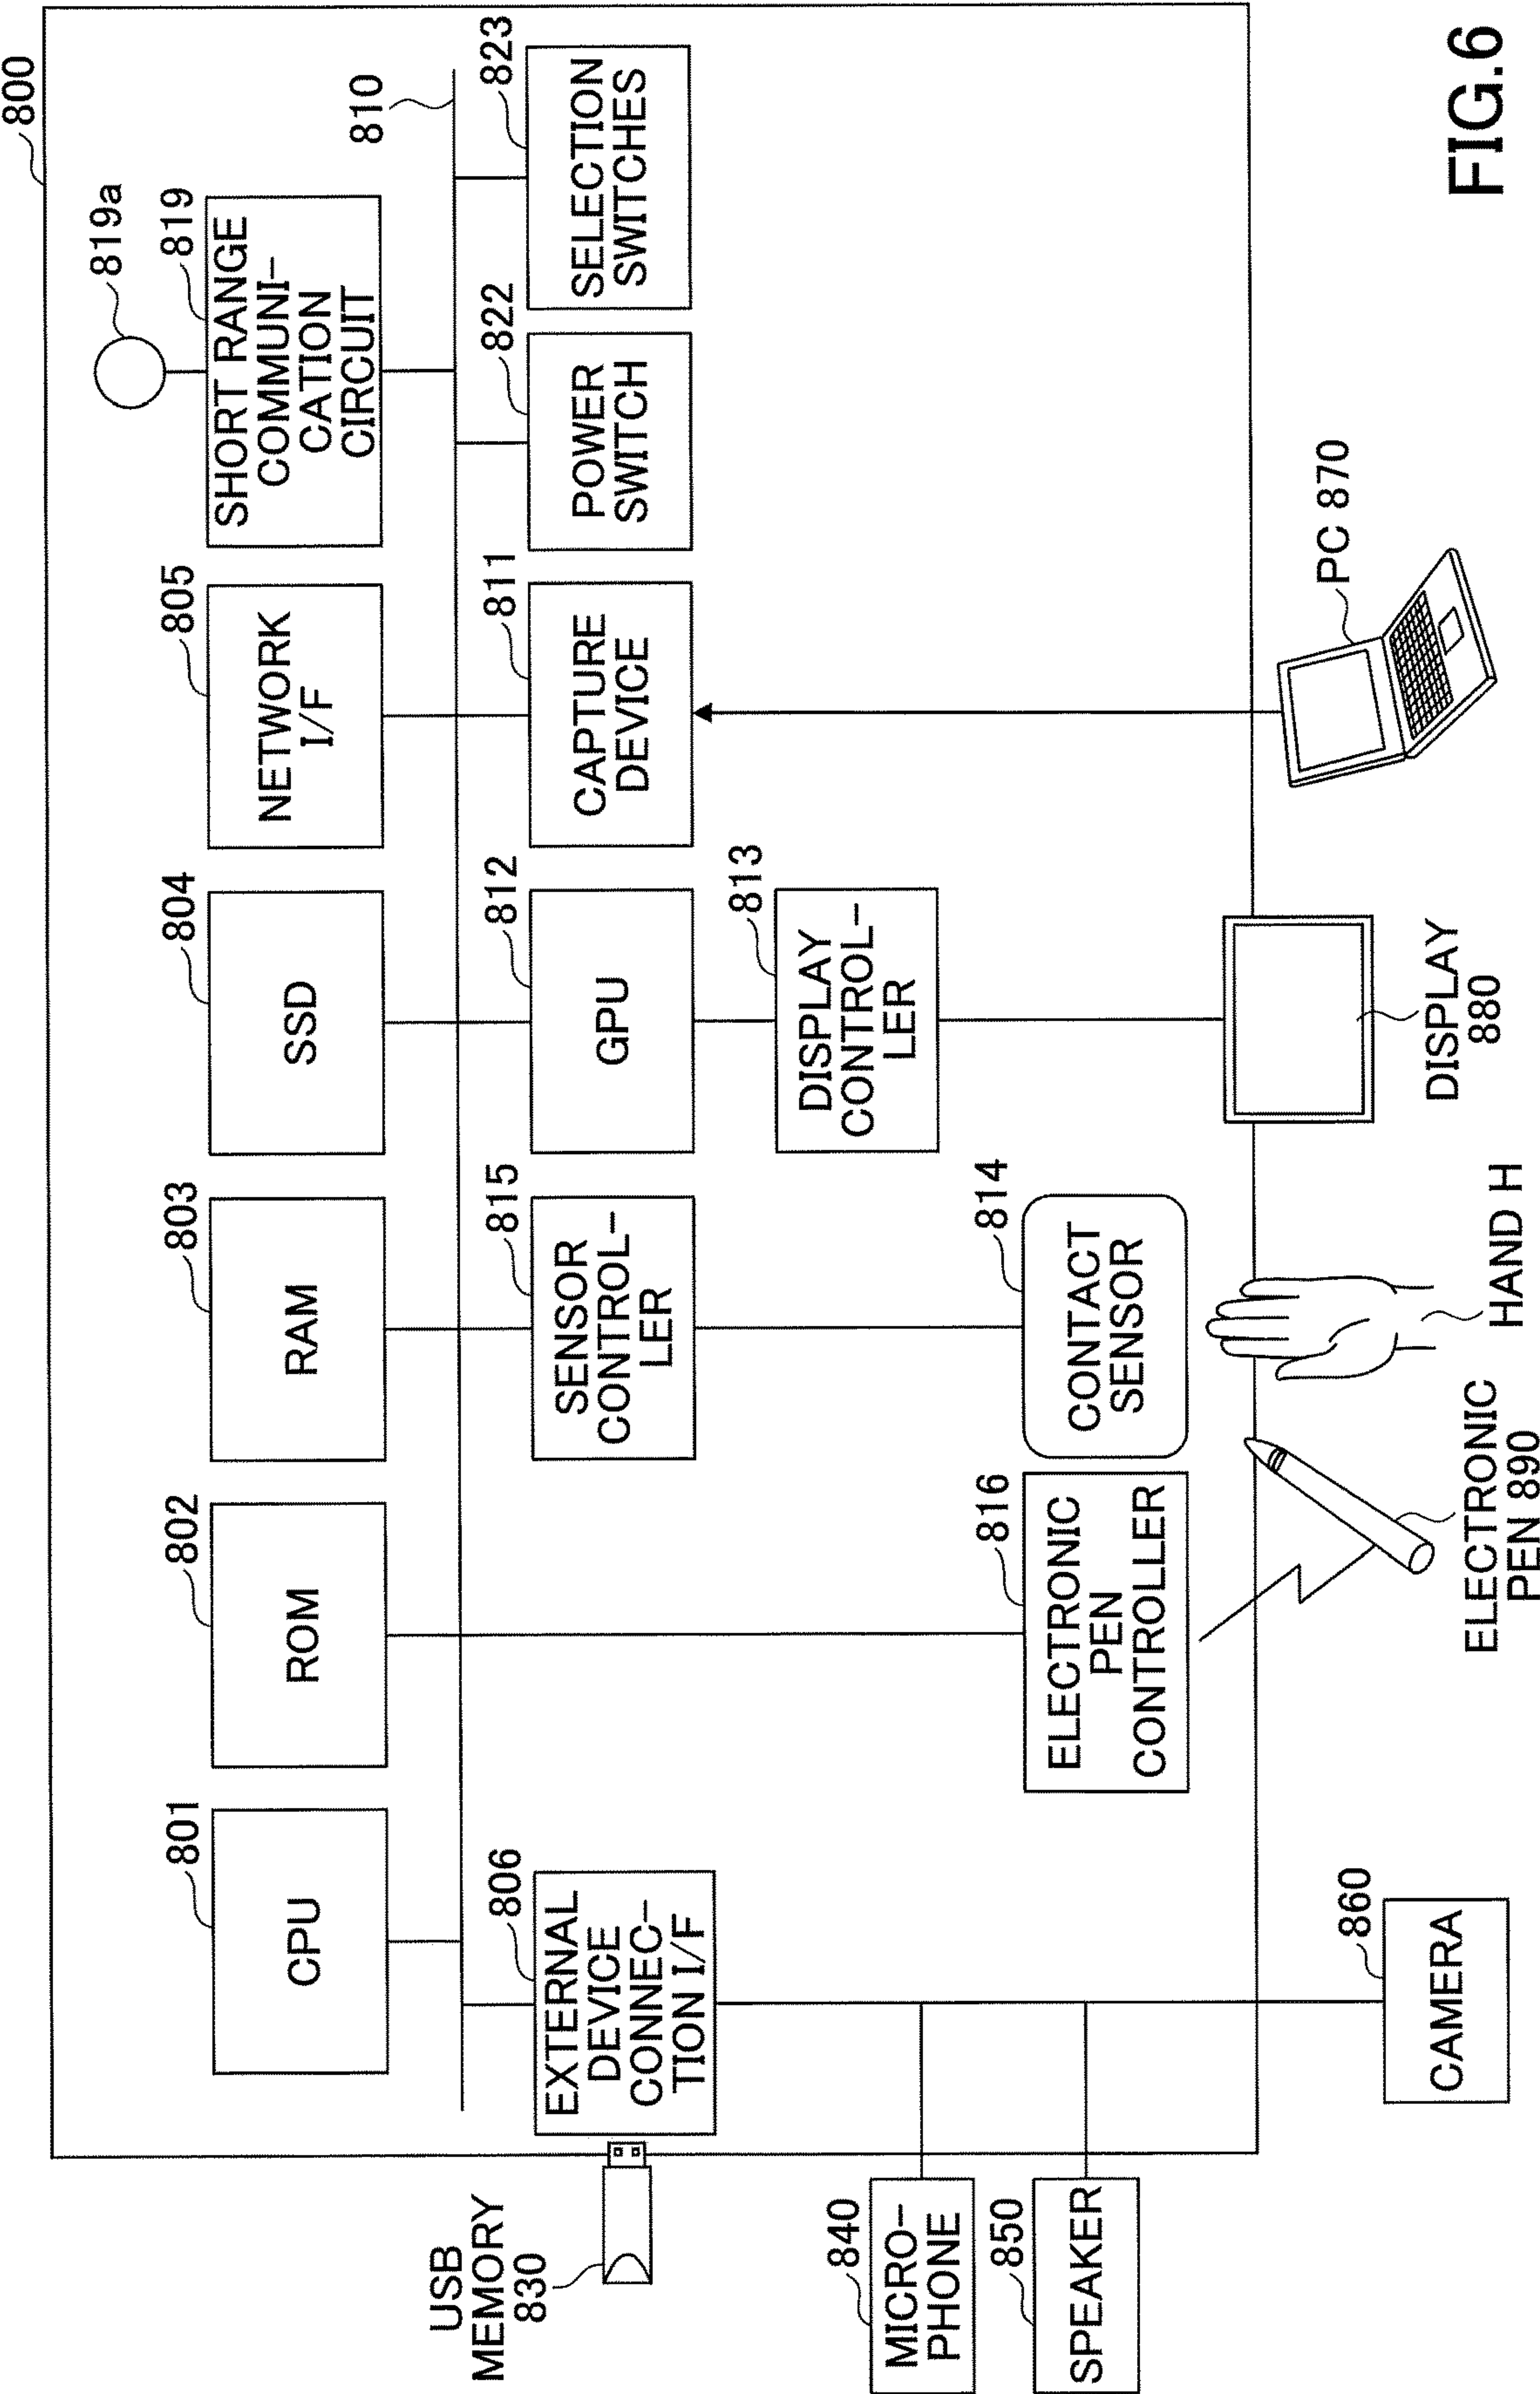 800
819a
801
CPU
802
ROM
803
RAM
804
SSD
805
NETWORK
I/F
819
SHORT RANGE
COMMUNI-
CATION
CIRCUIT
810
806
EXTERNAL
DEVICE
CONNEC-
TION I/F
815
SENSOR
CONTROL-
LER
812
GPU
811
CAPTURE
DEVICE
822
POWER
SWITCH
823
SELECTION
SWITCHES
USB
MEMORY
830
813
DISPLAY
CONTROL-
LER
840
MICRO-
PHONE
816
ELECTRONIC
PEN
CONTROLLER
814
CONTACT
SENSOR
850
SPEAKER
860
CAMERA
ELECTRONIC
PEN 890
HAND H
DISPLAY
880
PC 870
FIG.6